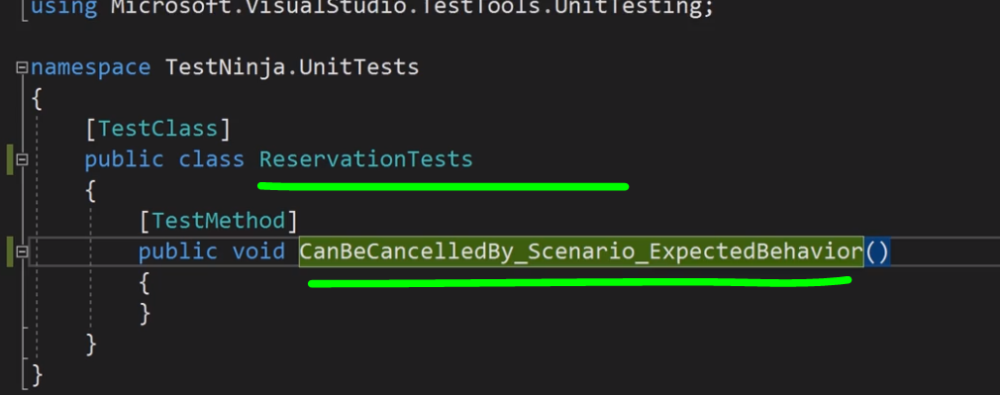 using Microsoft.VisualStudio.TestTools.UnitTesting;
namespace TestNinja.UnitTests
{
[TestClass]
public class ReservationTests
{
[TestMethod]
public void CanBeCancelledBy_Scenario_ExpectedBehavior()
{
}
}
}